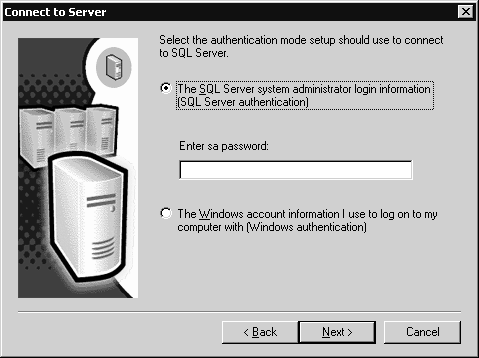 Connect to Server
Select the authentication mode setup should use to connect
to SQL Server.
The SQL Server system administrator login information
(SQL Server authentication)
Enter sa password:
The Windows account information I use to log on to my
computer with (Windows authentication)
< Back
Next >
Cancel